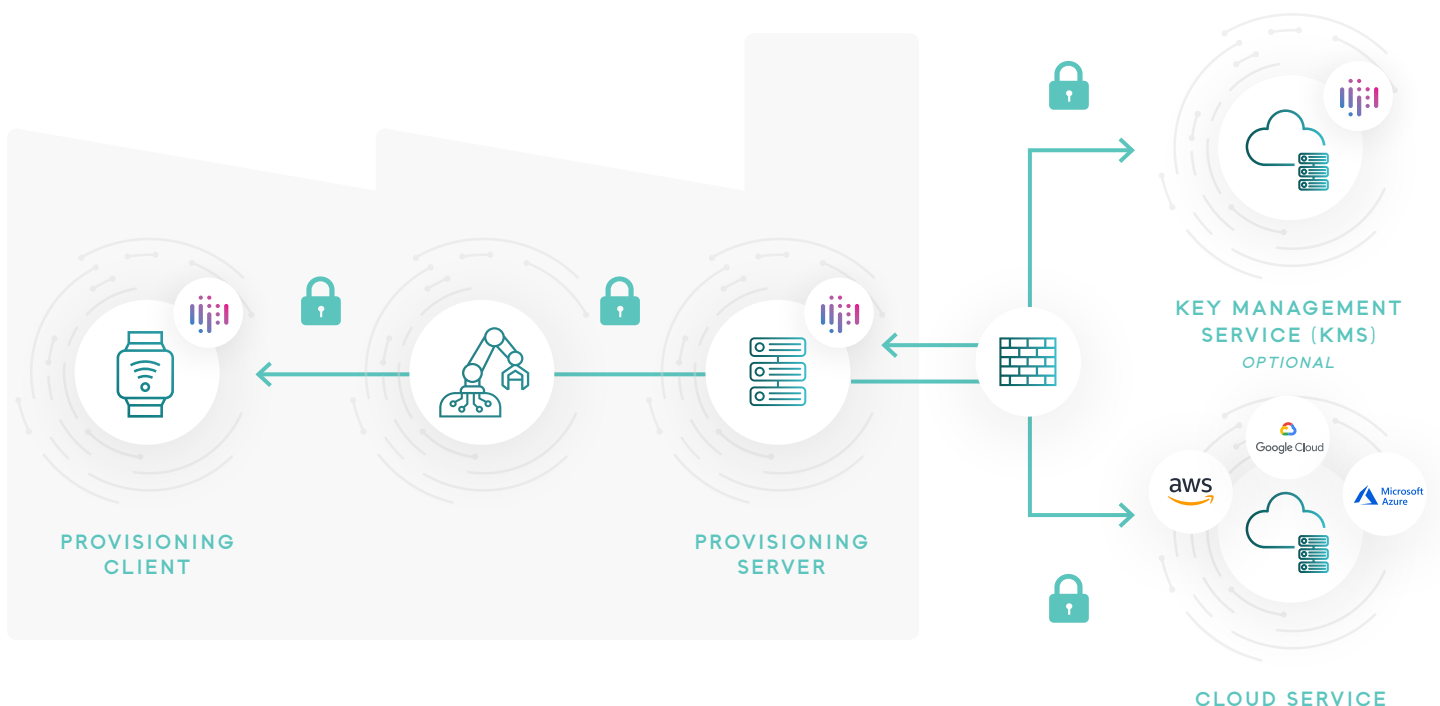 KEY MANAGEMENT
SERVICE (KMS)
OPTIONAL
Google Cloud
aws
Microsoft
Azure
PROVISIONING
CLIENT
PROVISIONING
SERVER
CLOUD SERVICE